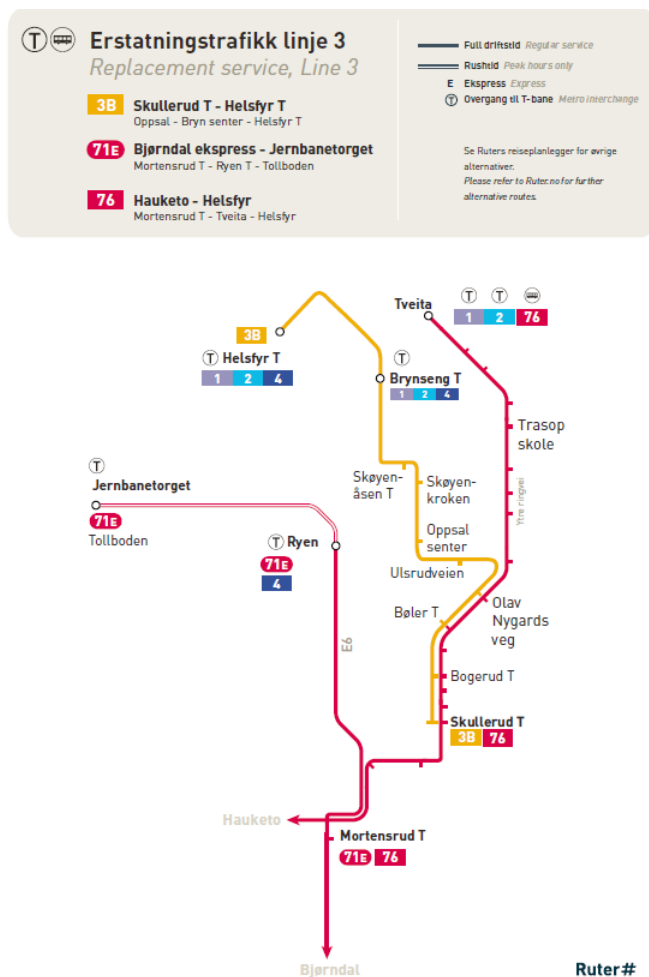 T
Erstatningstrafikk linje 3
Replacement service, Line 3
3B
Skullerud T - Helsfyr T
Oppsal - Bryn senter - Helsfyr T
71E
Bjørndal ekspress - Jernbanetorget
Mortensrud T - Ryen T - Tollboden
76
Hauketo - Helsfyr
Mortensrud T - Tveita - Helsfyr
Full driftstid Regular service
Rushtid Peak hours only
E Ekspress Express
T Overgang til T-bane Metro interchange
Se Ruters reiseplanlegger for øvrige
alternativer.
Please refer to Ruter.no for further
alternative routes.
Tveita
T T
1 2 76
3B
T Helsfyr T
1 2 4
T
Brynseng T
1 2 4
Trasop
skole
Skøyen-
åsen T
Skøyen-
kroken
Ytre ringvei
T
Jernbanetorget
71E
Tollboden
T Ryen
71E
4
Oppsal
senter
Ulsrudveien
Bøler T
Olav
Nygards
veg
E6
Bogerud T
Skullerud T
3B 76
Hauketo
Mortensrud T
71E 76
Bjørndal
Ruter#